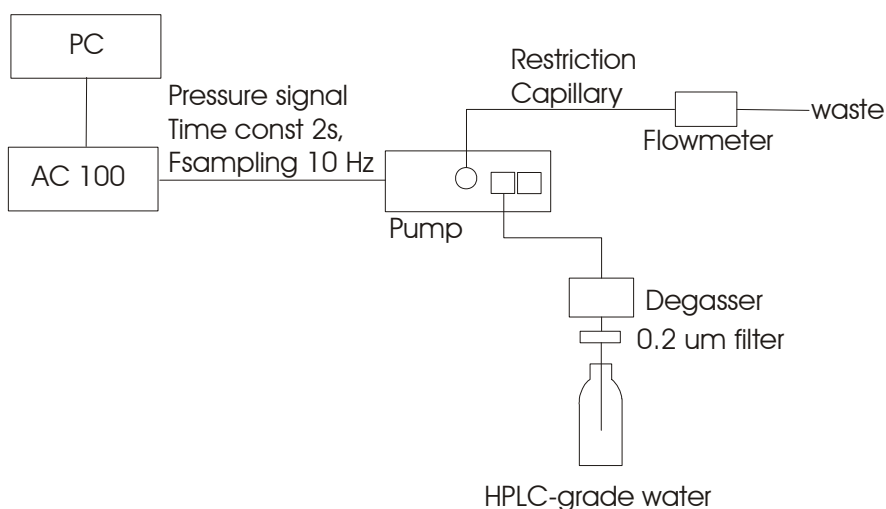 PC
AC 100
Pressure signal
Time const 2s,
Fsampling 10 Hz
Restriction
Capillary
Flowmeter
waste
Pump
Degasser
0.2 um filter
HPLC-grade water